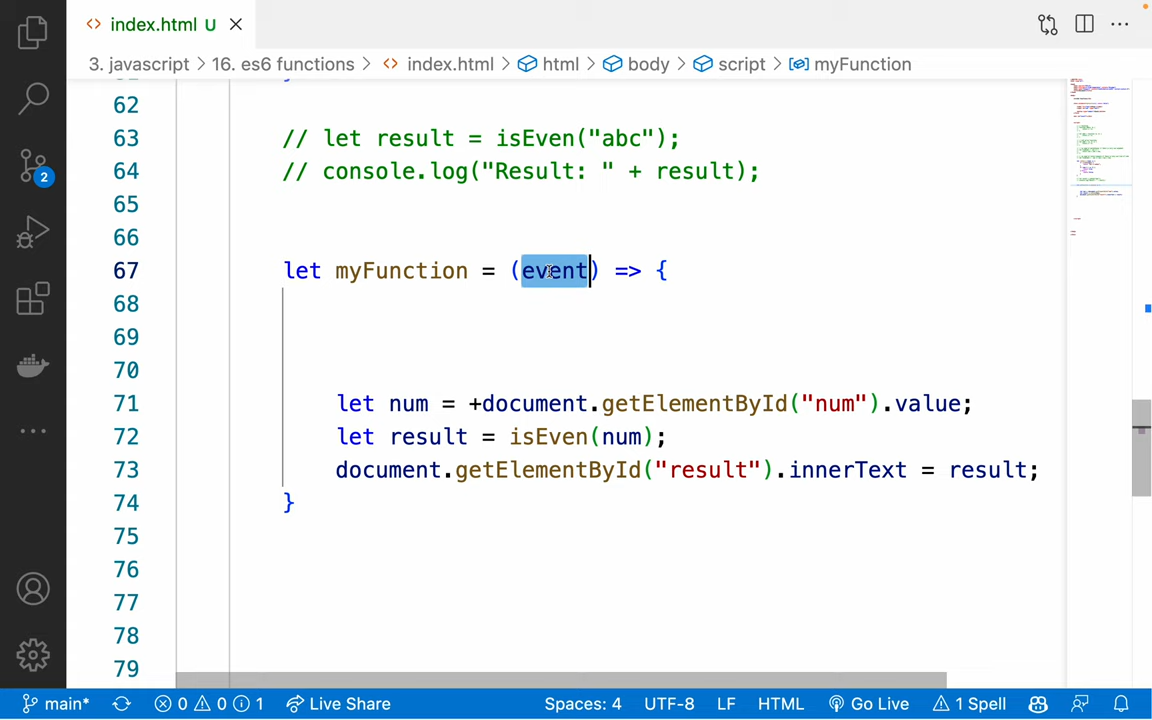 index.html U
3. javascript > 16. es6 functions > index.html > html > body > script > myFunction
62
63 // let result = isEven("abc");
64 // console.log("Result: " + result);
65
66
67 let myFunction = (event) => {
68
69
70
71 let num = +document.getElementById("num").value;
72 let result = isEven(num);
73 document.getElementById("result").innerText = result;
74 }
75
76
77
78
79
2
main* 0 0 1 Live Share Spaces: 4 UTF-8 LF HTML Go Live 1 Spell